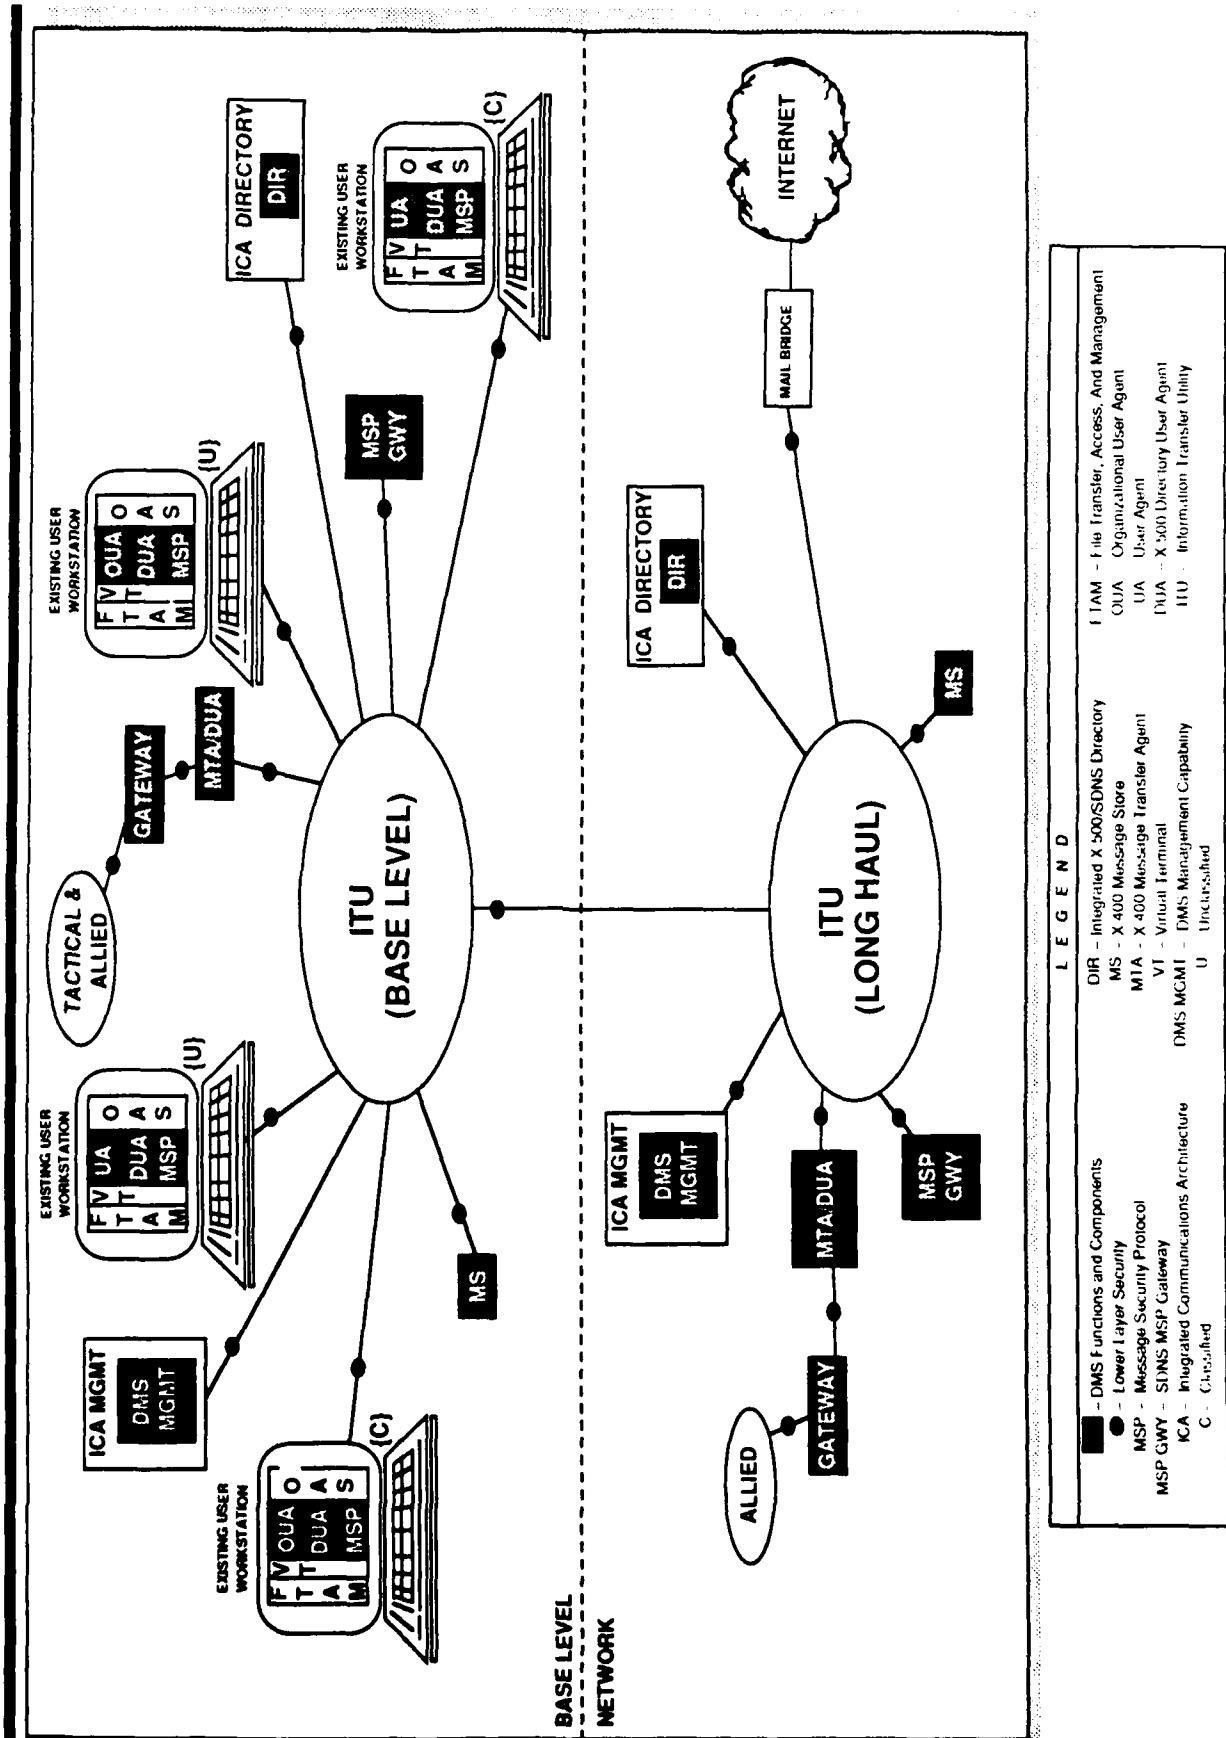 EXISTING USER
WORKSTATION
F V UA O
T T DUA A
A MSP S
M
{U}
TACTICAL &
ALLIED
GATEWAY
MTA/DUA
EXISTING USER
WORKSTATION
F V OUA O
T T DUA A
A MSP S
M
{U}
ICA DIRECTORY
DIR
ICA MGMT
DMS
MGMT
EXISTING USER
WORKSTATION
F V OUA O
T T DUA A
A MSP S
M
{C}
MS
ITU
(BASE LEVEL)
MSP
GWY
EXISTING USER
WORKSTATION
F V UA O
T T DUA A
A MSP S
M
{C}
BASE LEVEL
NETWORK
ICA MGMT
DMS
MGMT
ICA DIRECTORY
DIR
ALLIED
GATEWAY
MTA/DUA
MSP
GWY
ITU
(LONG HAUL)
MS
MAIL BRIDGE
INTERNET
LEGEND
- DMS Functions and Components
- Lower Layer Security
MSP - Message Security Protocol
MSP GWY - SDNS MSP Gateway
ICA - Integrated Communications Architecture
C - Classified
DIR - Integrated X 500/SDNS Directory
MS - X 400 Message Store
MTA - X 400 Message Transfer Agent
VT - Virtual Terminal
DMS MGMT - DMS Management Capability
U Unclassified
FTAM - File Transfer, Access, And Management
OUA Organizational User Agent
UA User Agent
DUA - X 500 Directory User Agent
ITU - Information Transfer Utility